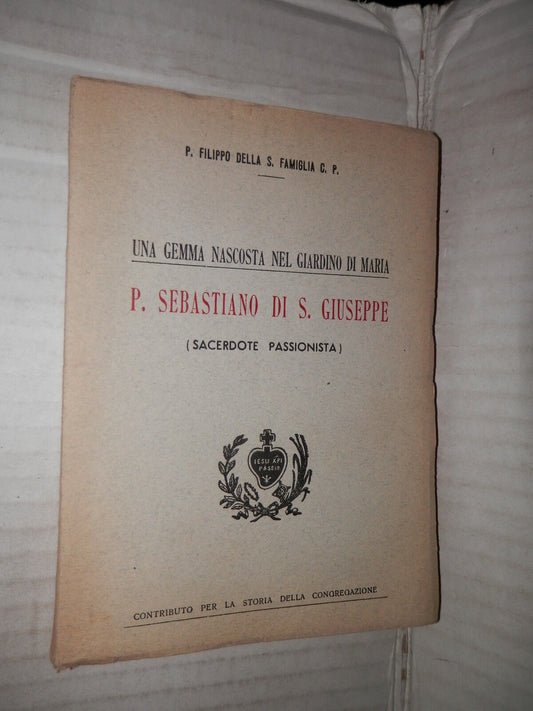 P. FILIPPO DELLA S. FAMIGLIA C. P.
UNA GEMMA NASCOSTA NEL GIARDINO DI MARIA
P. SEBASTIANO DI S. GIUSEPPE
(SACERDOTE PASSIONISTA)
JESU XPI
PASSIO
CONTRIBUTO PER LA STORIA DELLA CONGREGAZIONE